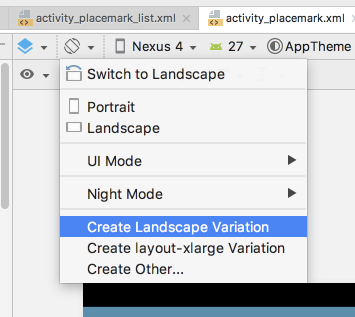 activity_placemark_list.xml activity_placemark.xml
Nexus 4 27 AppTheme
Switch to Landscape
Portrait
Landscape
UI Mode
Night Mode
Create Landscape Variation
Create layout-xlarge Variation
Create Other...